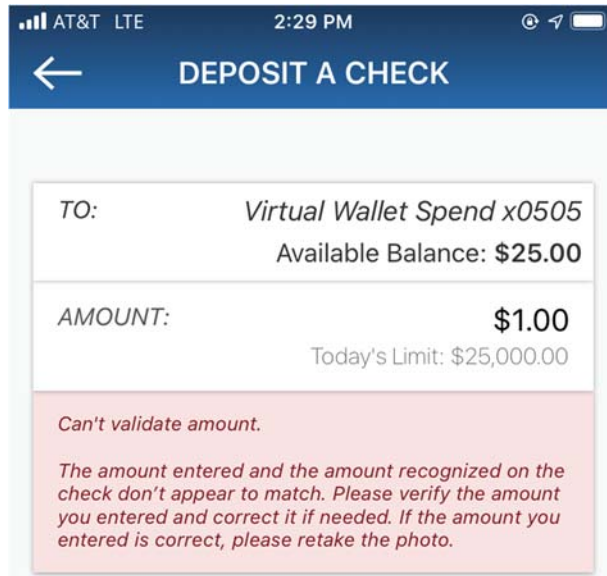 AT&T LTE 2:29 PM
DEPOSIT A CHECK
TO: Virtual Wallet Spend x0505
Available Balance: $25.00
AMOUNT: $1.00
Today's Limit: $25,000.00
Can't validate amount.
The amount entered and the amount recognized on the
check don’t appear to match. Please verify the amount
you entered and correct it if needed. If the amount you
entered is correct, please retake the photo.